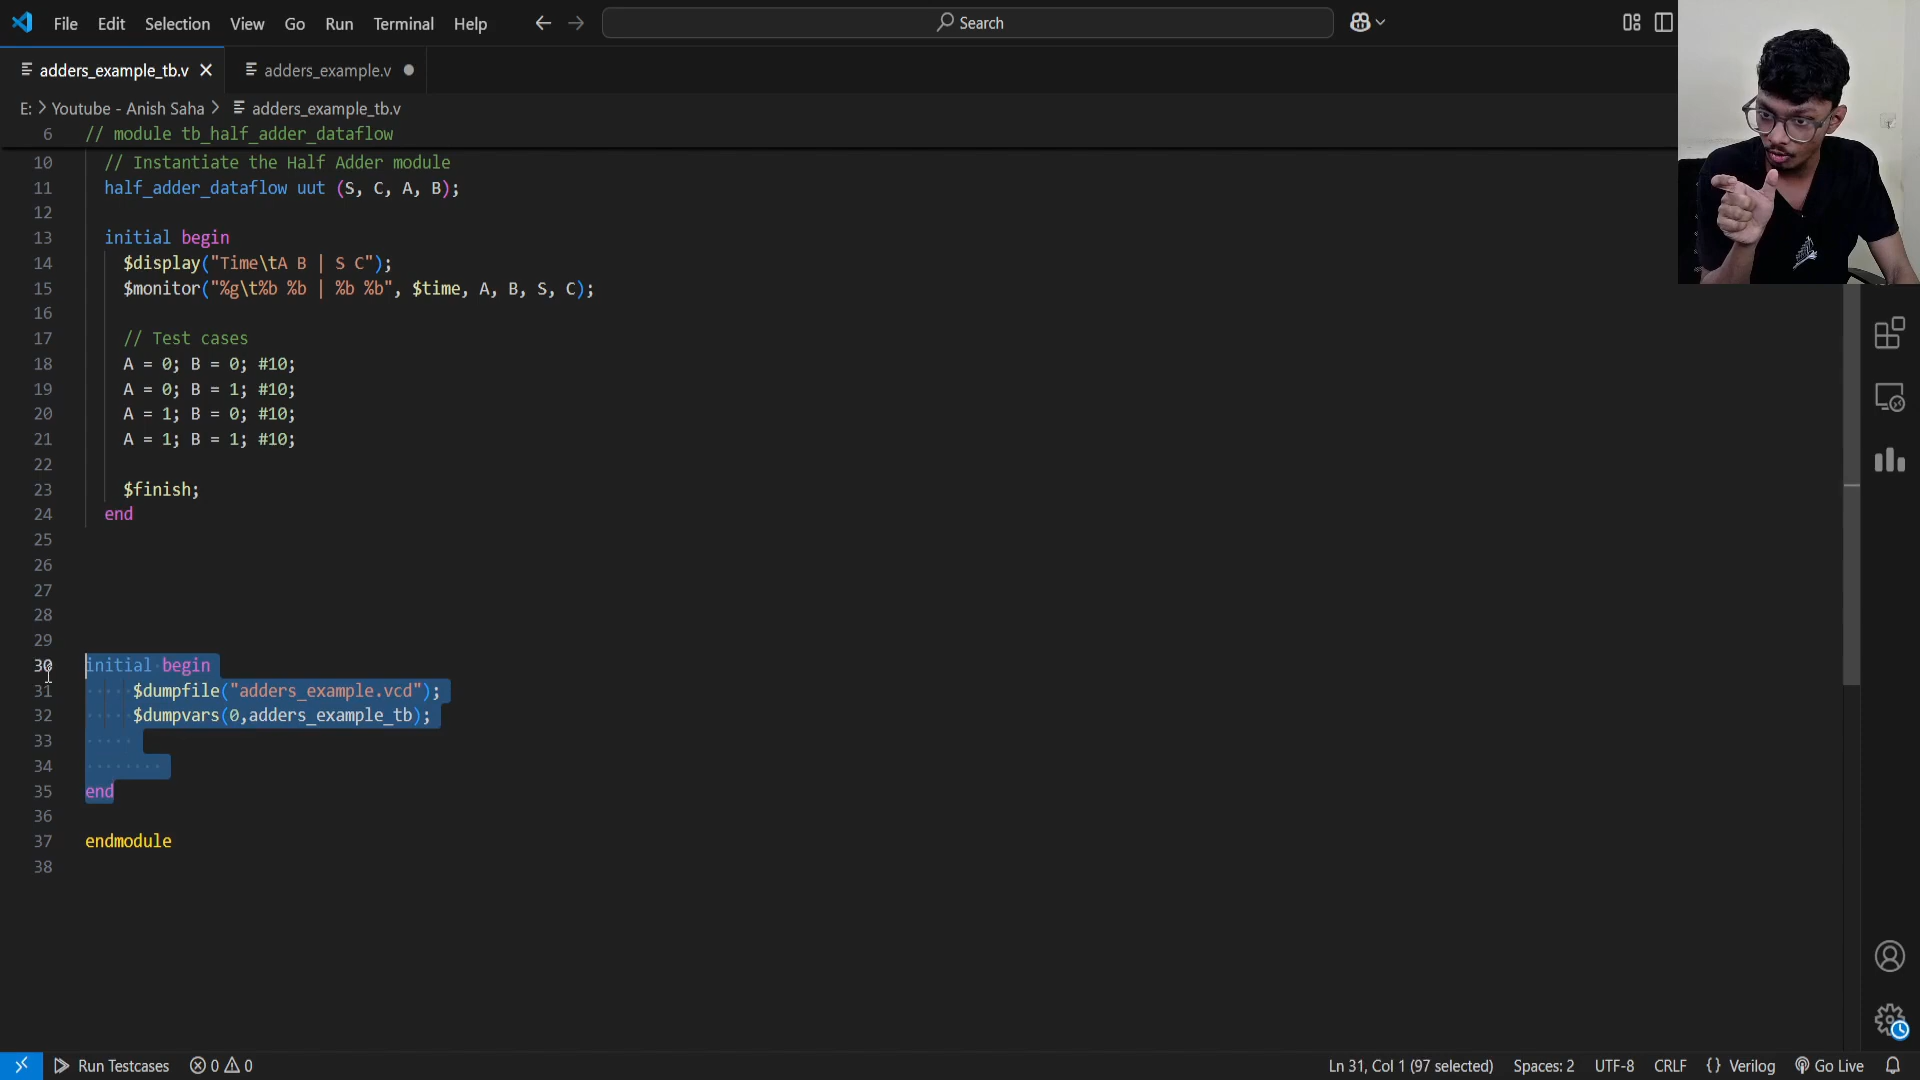 File Edit Selection View Go Run Terminal Help
Search
adders_example_tb.v
adders_example.v
E: > Youtube - Anish Saha > adders_example_tb.v
6 // module tb_half_adder_dataflow
10 // Instantiate the Half Adder module
11 half_adder_dataflow uut (S, C, A, B);
12
13 initial begin
14 $display("Time\tA B | S C");
15 $monitor("%g\t%b %b | %b %b", $time, A, B, S, C);
16
17 // Test cases
18 A = 0; B = 0; #10;
19 A = 0; B = 1; #10;
20 A = 1; B = 0; #10;
21 A = 1; B = 1; #10;
22
23 $finish;
24 end
25
26
27
28
29
30 initial begin
31 $dumpfile("adders_example.vcd");
32 $dumpvars(0,adders_example_tb);
33
34
35 end
36
37 endmodule
38
Run Testcases 0 0 Ln 31, Col 1 (97 selected) Spaces: 2 UTF-8 CRLF {} Verilog Go Live